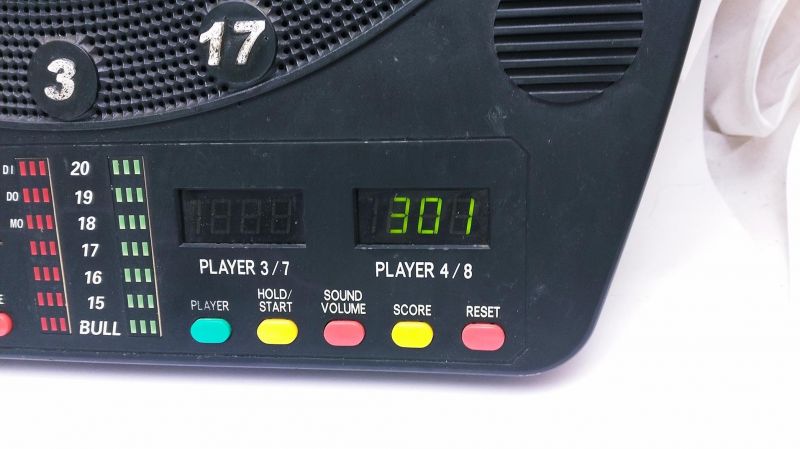 3
17
DI
DO
MO
20
19
18
17
16
15
BULL
301
PLAYER 3 / 7
PLAYER 4 / 8
PLAYER
HOLD/
START
SOUND
VOLUME
SCORE
RESET